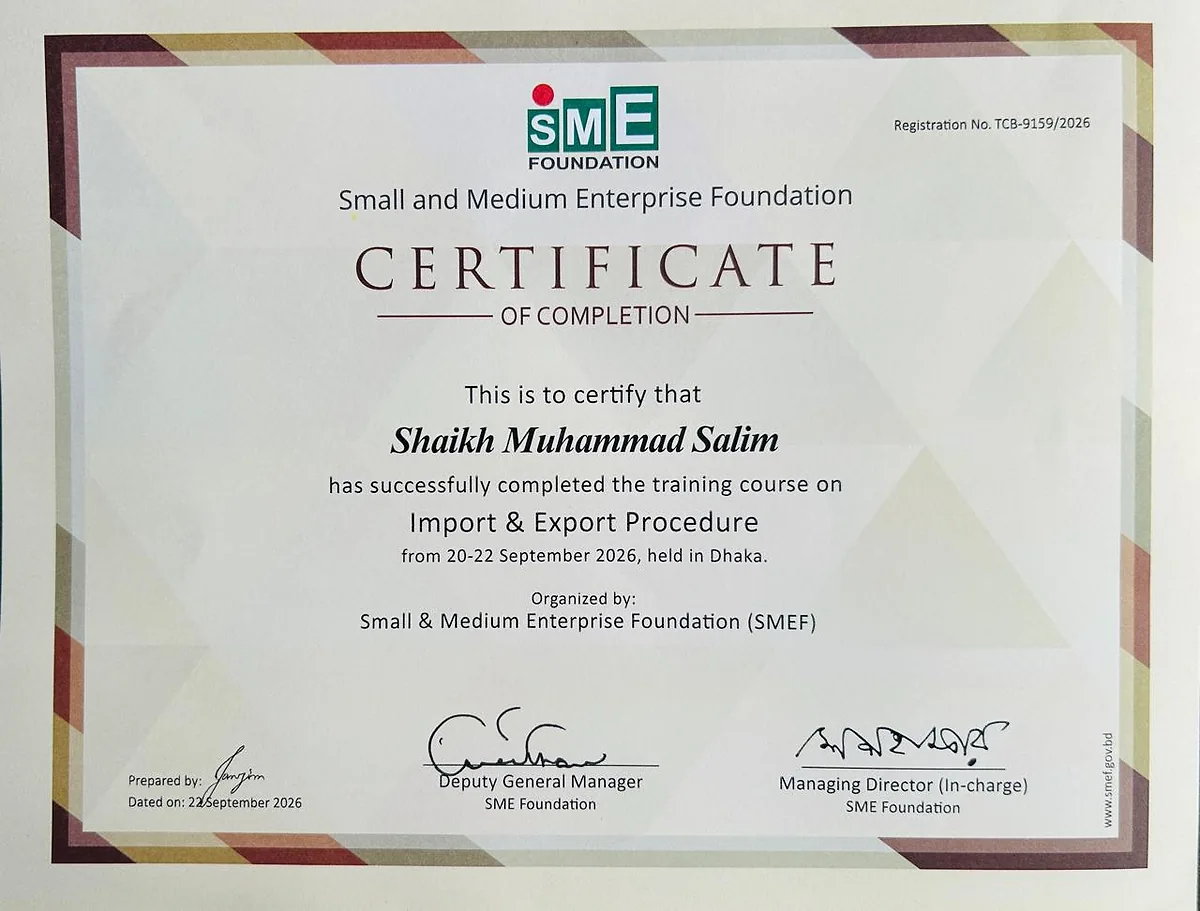 SME
FOUNDATION
Registration No. TCB-9159/2026
Small and Medium Enterprise Foundation
CERTIFICATE
OF COMPLETION
This is to certify that
Shaikh Muhammad Salim
has successfully completed the training course on
Import & Export Procedure
from 20-22 September 2026, held in Dhaka.
Organized by:
Small & Medium Enterprise Foundation (SMEF)
Prepared by:
Dated on: 22 September 2026
Deputy General Manager
SME Foundation
Managing Director (In-charge)
SME Foundation
www.smef.gov.bd